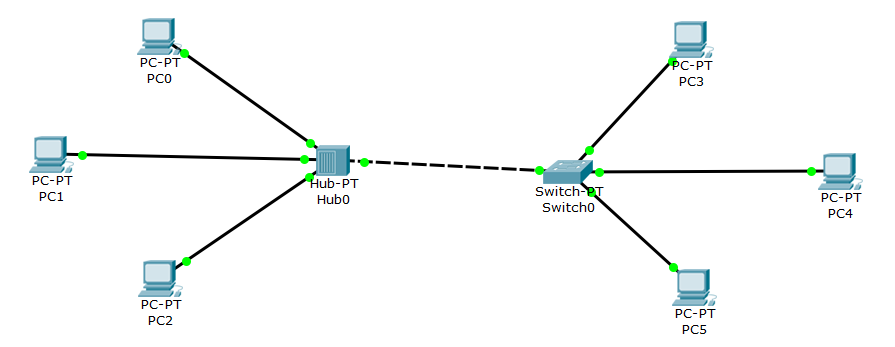 PC-PT
PC0
PC-PT
PC1
PC-PT
PC2
Hub-PT
Hub0
Switch-PT
Switch0
PC-PT
PC3
PC-PT
PC4
PC-PT
PC5